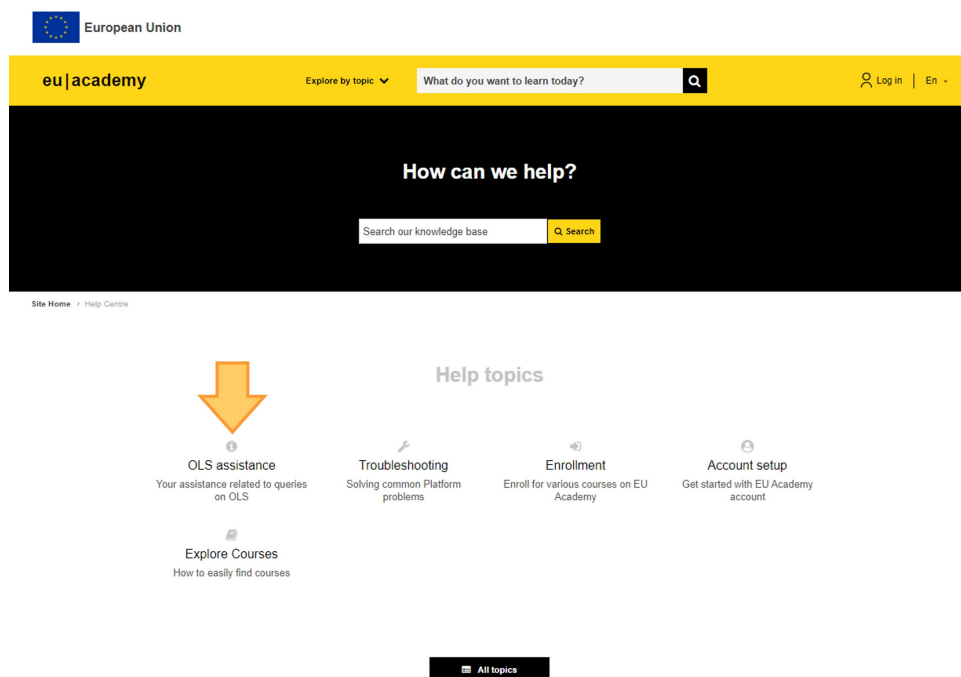 European Union
eu|academy
Explore by topic
What do you want to learn today?
Log in
En
How can we help?
Search our knowledge base
Search
Site Home
Help Centre
Help topics
OLS assistance
Your assistance related to queries
on OLS
Troubleshooting
Solving common Platform
problems
Enrollment
Enroll for various courses on EU
Academy
Account setup
Get started with EU Academy
account
Explore Courses
How to easily find courses
All topics